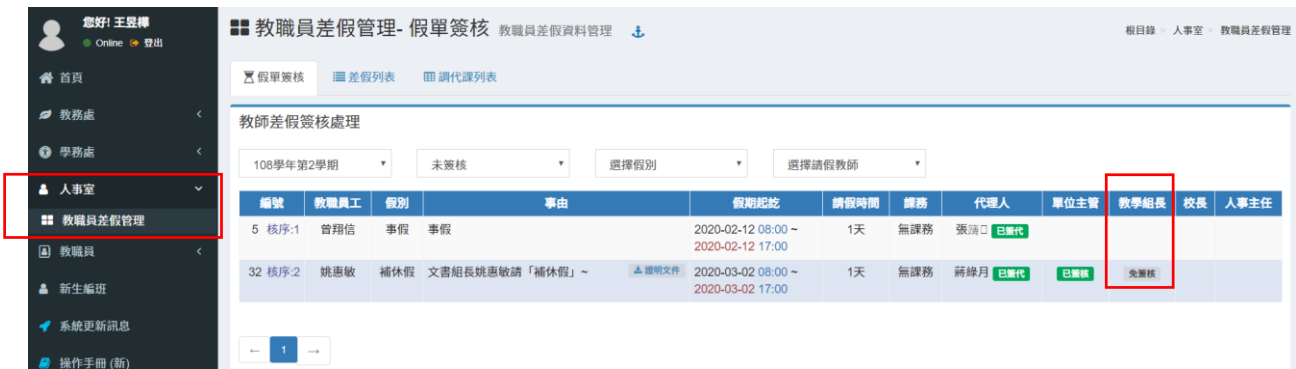 您好! 王昱樺
Online 登出
首頁
教務處
學務處
人事室
教職員差假管理
教職員
新生編班
系統更新訊息
操作手冊 (新)
教職員差假管理- 假單簽核 教職員差假資料管理
根目錄 > 人事室 > 教職員差假管理
假單簽核 差假列表 調代課列表
教師差假簽核處理
108學年第2學期 未簽核 選擇假別 選擇請假教師
編號 教職員工 假別 事由 假期起訖 請假時間 課務 代理人 單位主管 教學組長 校長 人事主任
5 核序:1 曾翔信 事假 事假 2020-02-12 08:00 ~ 1天 無課務 張 已簽代
2020-02-12 17:00
32 核序:2 姚惠敏 補休假 文書組長姚惠敏請「補休假」~ 證明文件 2020-03-02 08:00 ~ 1天 無課務 蔣綘月 已簽代 已簽核 免簽核
2020-03-02 17:00
← 1 →